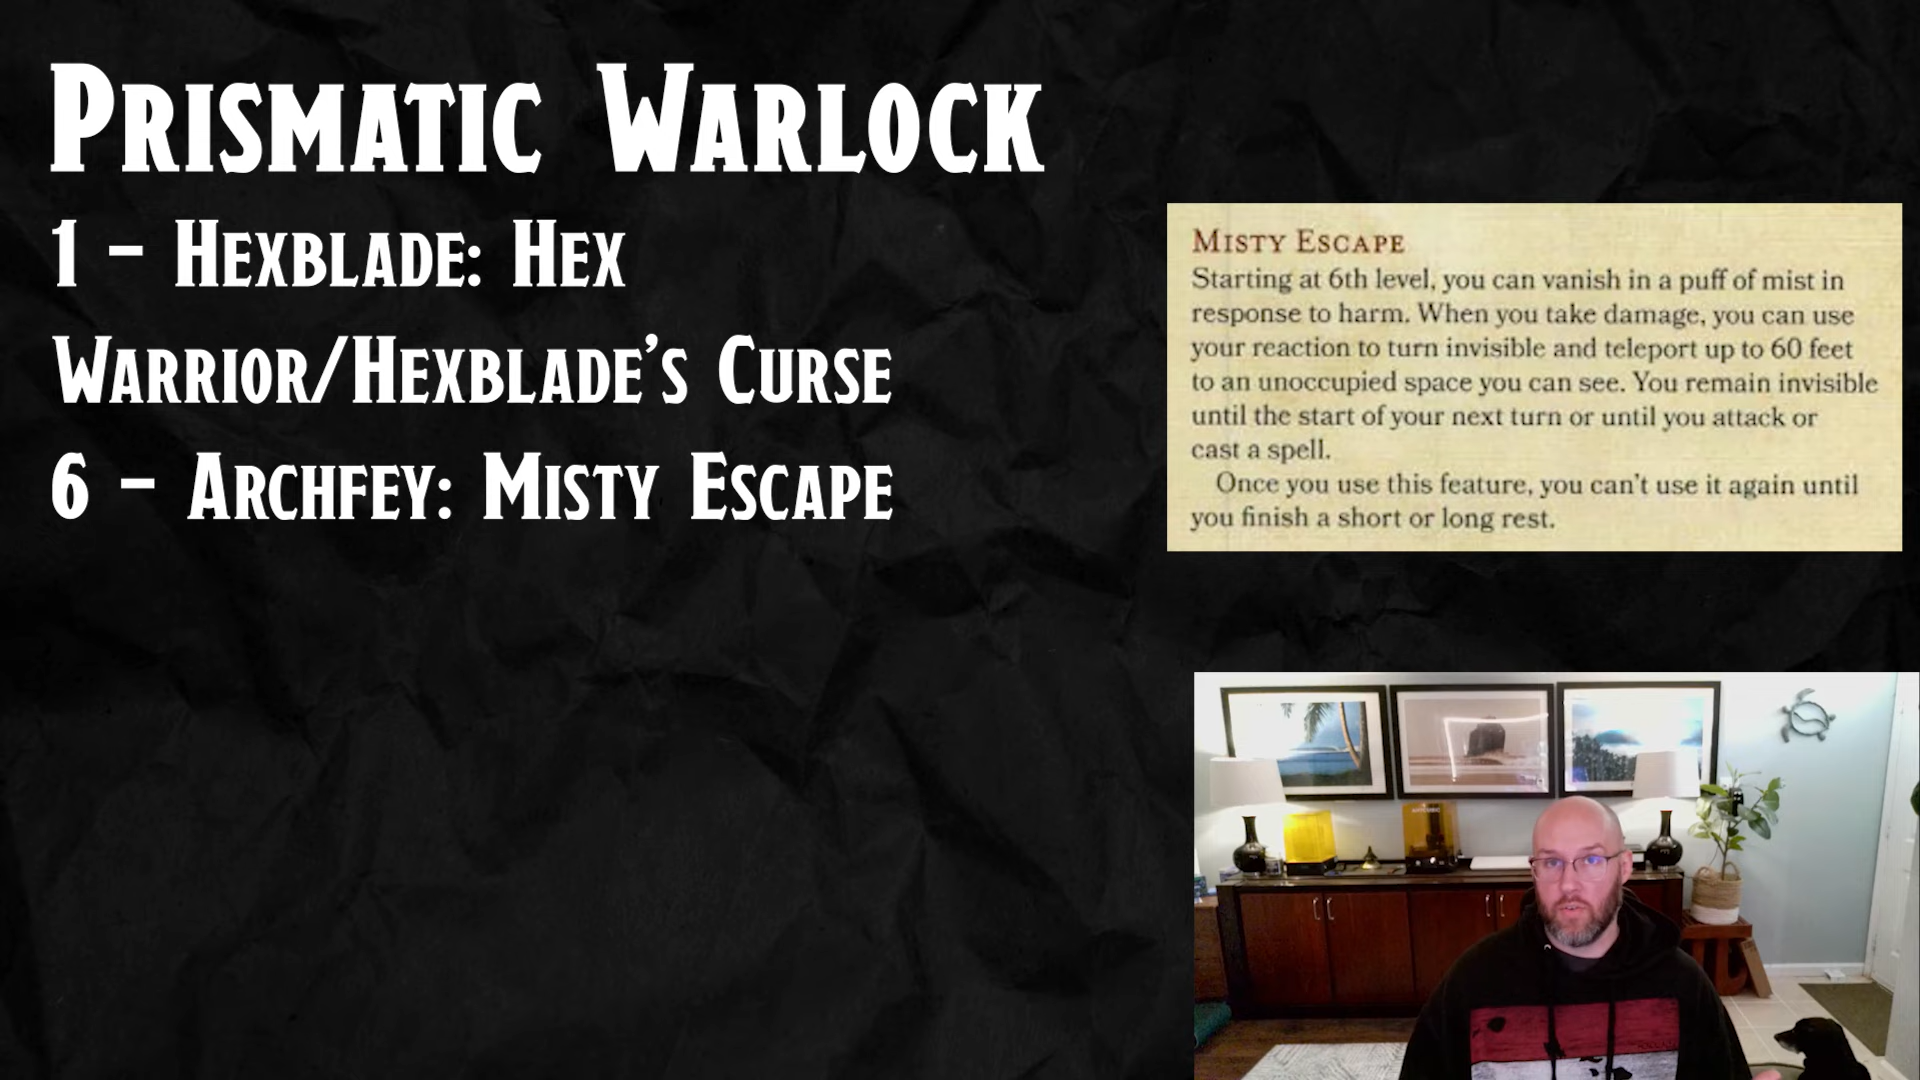 Prismatic Warlock
1 – Hexblade: Hex
Warrior/Hexblade's Curse
6 – Archfey: Misty Escape
Misty Escape
Starting at 6th level, you can vanish in a puff of mist in
response to harm. When you take damage, you can use
your reaction to turn invisible and teleport up to 60 feet
to an unoccupied space you can see. You remain invisible
until the start of your next turn or until you attack or
cast a spell.
Once you use this feature, you can't use it again until
you finish a short or long rest.